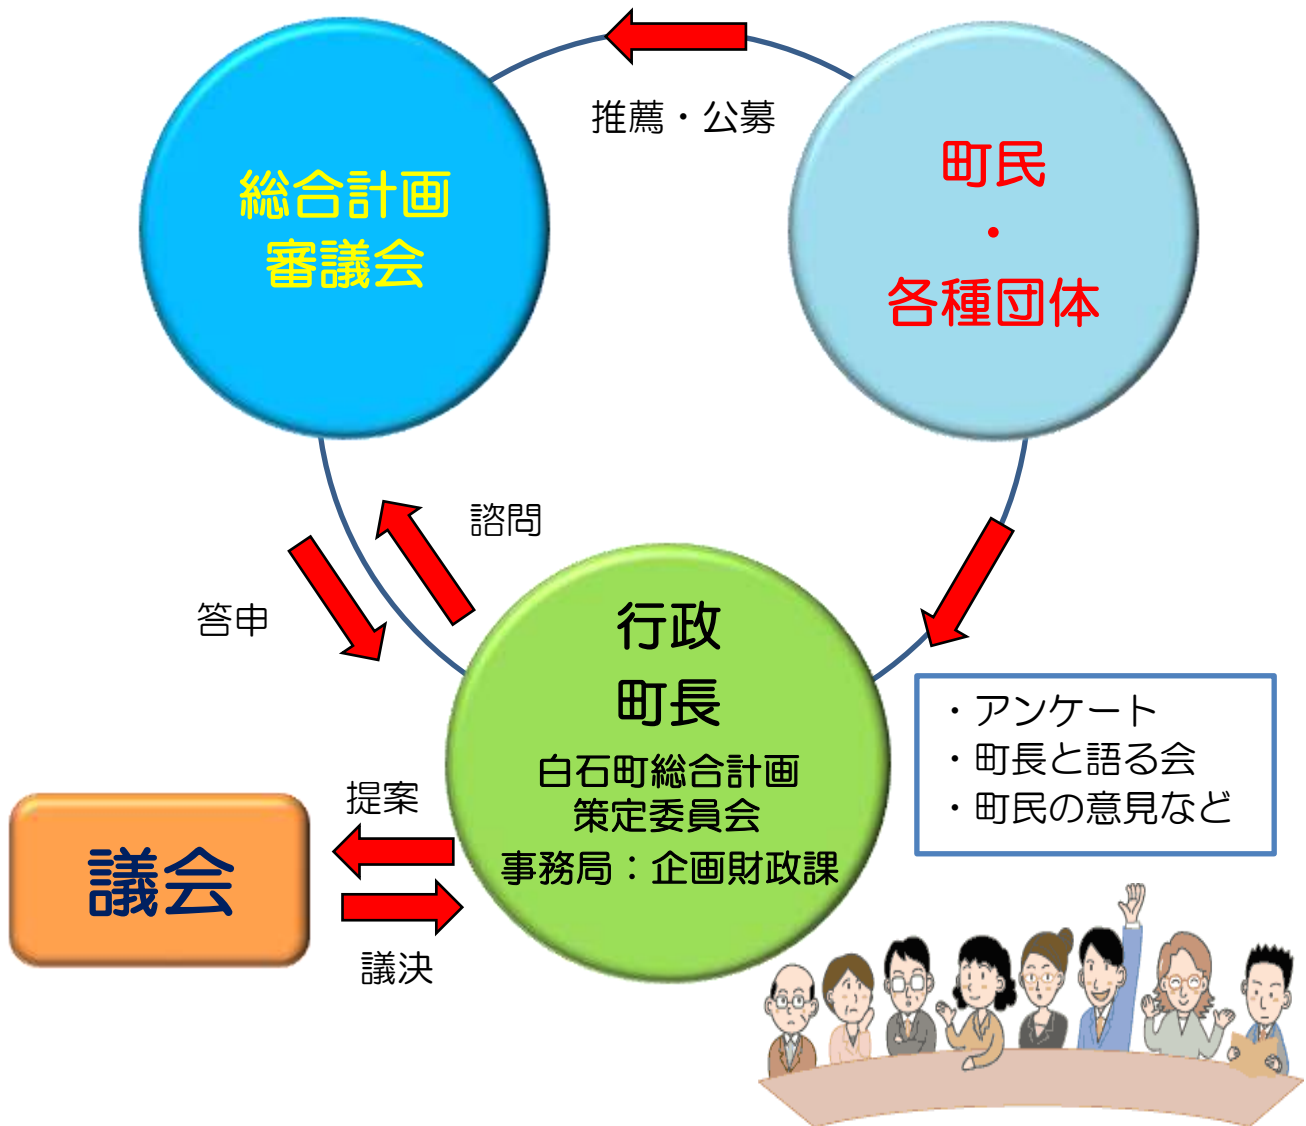 推薦・公募
総合計画
審議会
町民
・
各種団体
諮問
答申
行政
町長
白石町総合計画
策定委員会
事務局：企画財政課
・アンケート
・町長と語る会
・町民の意見など
提案
議会
議決